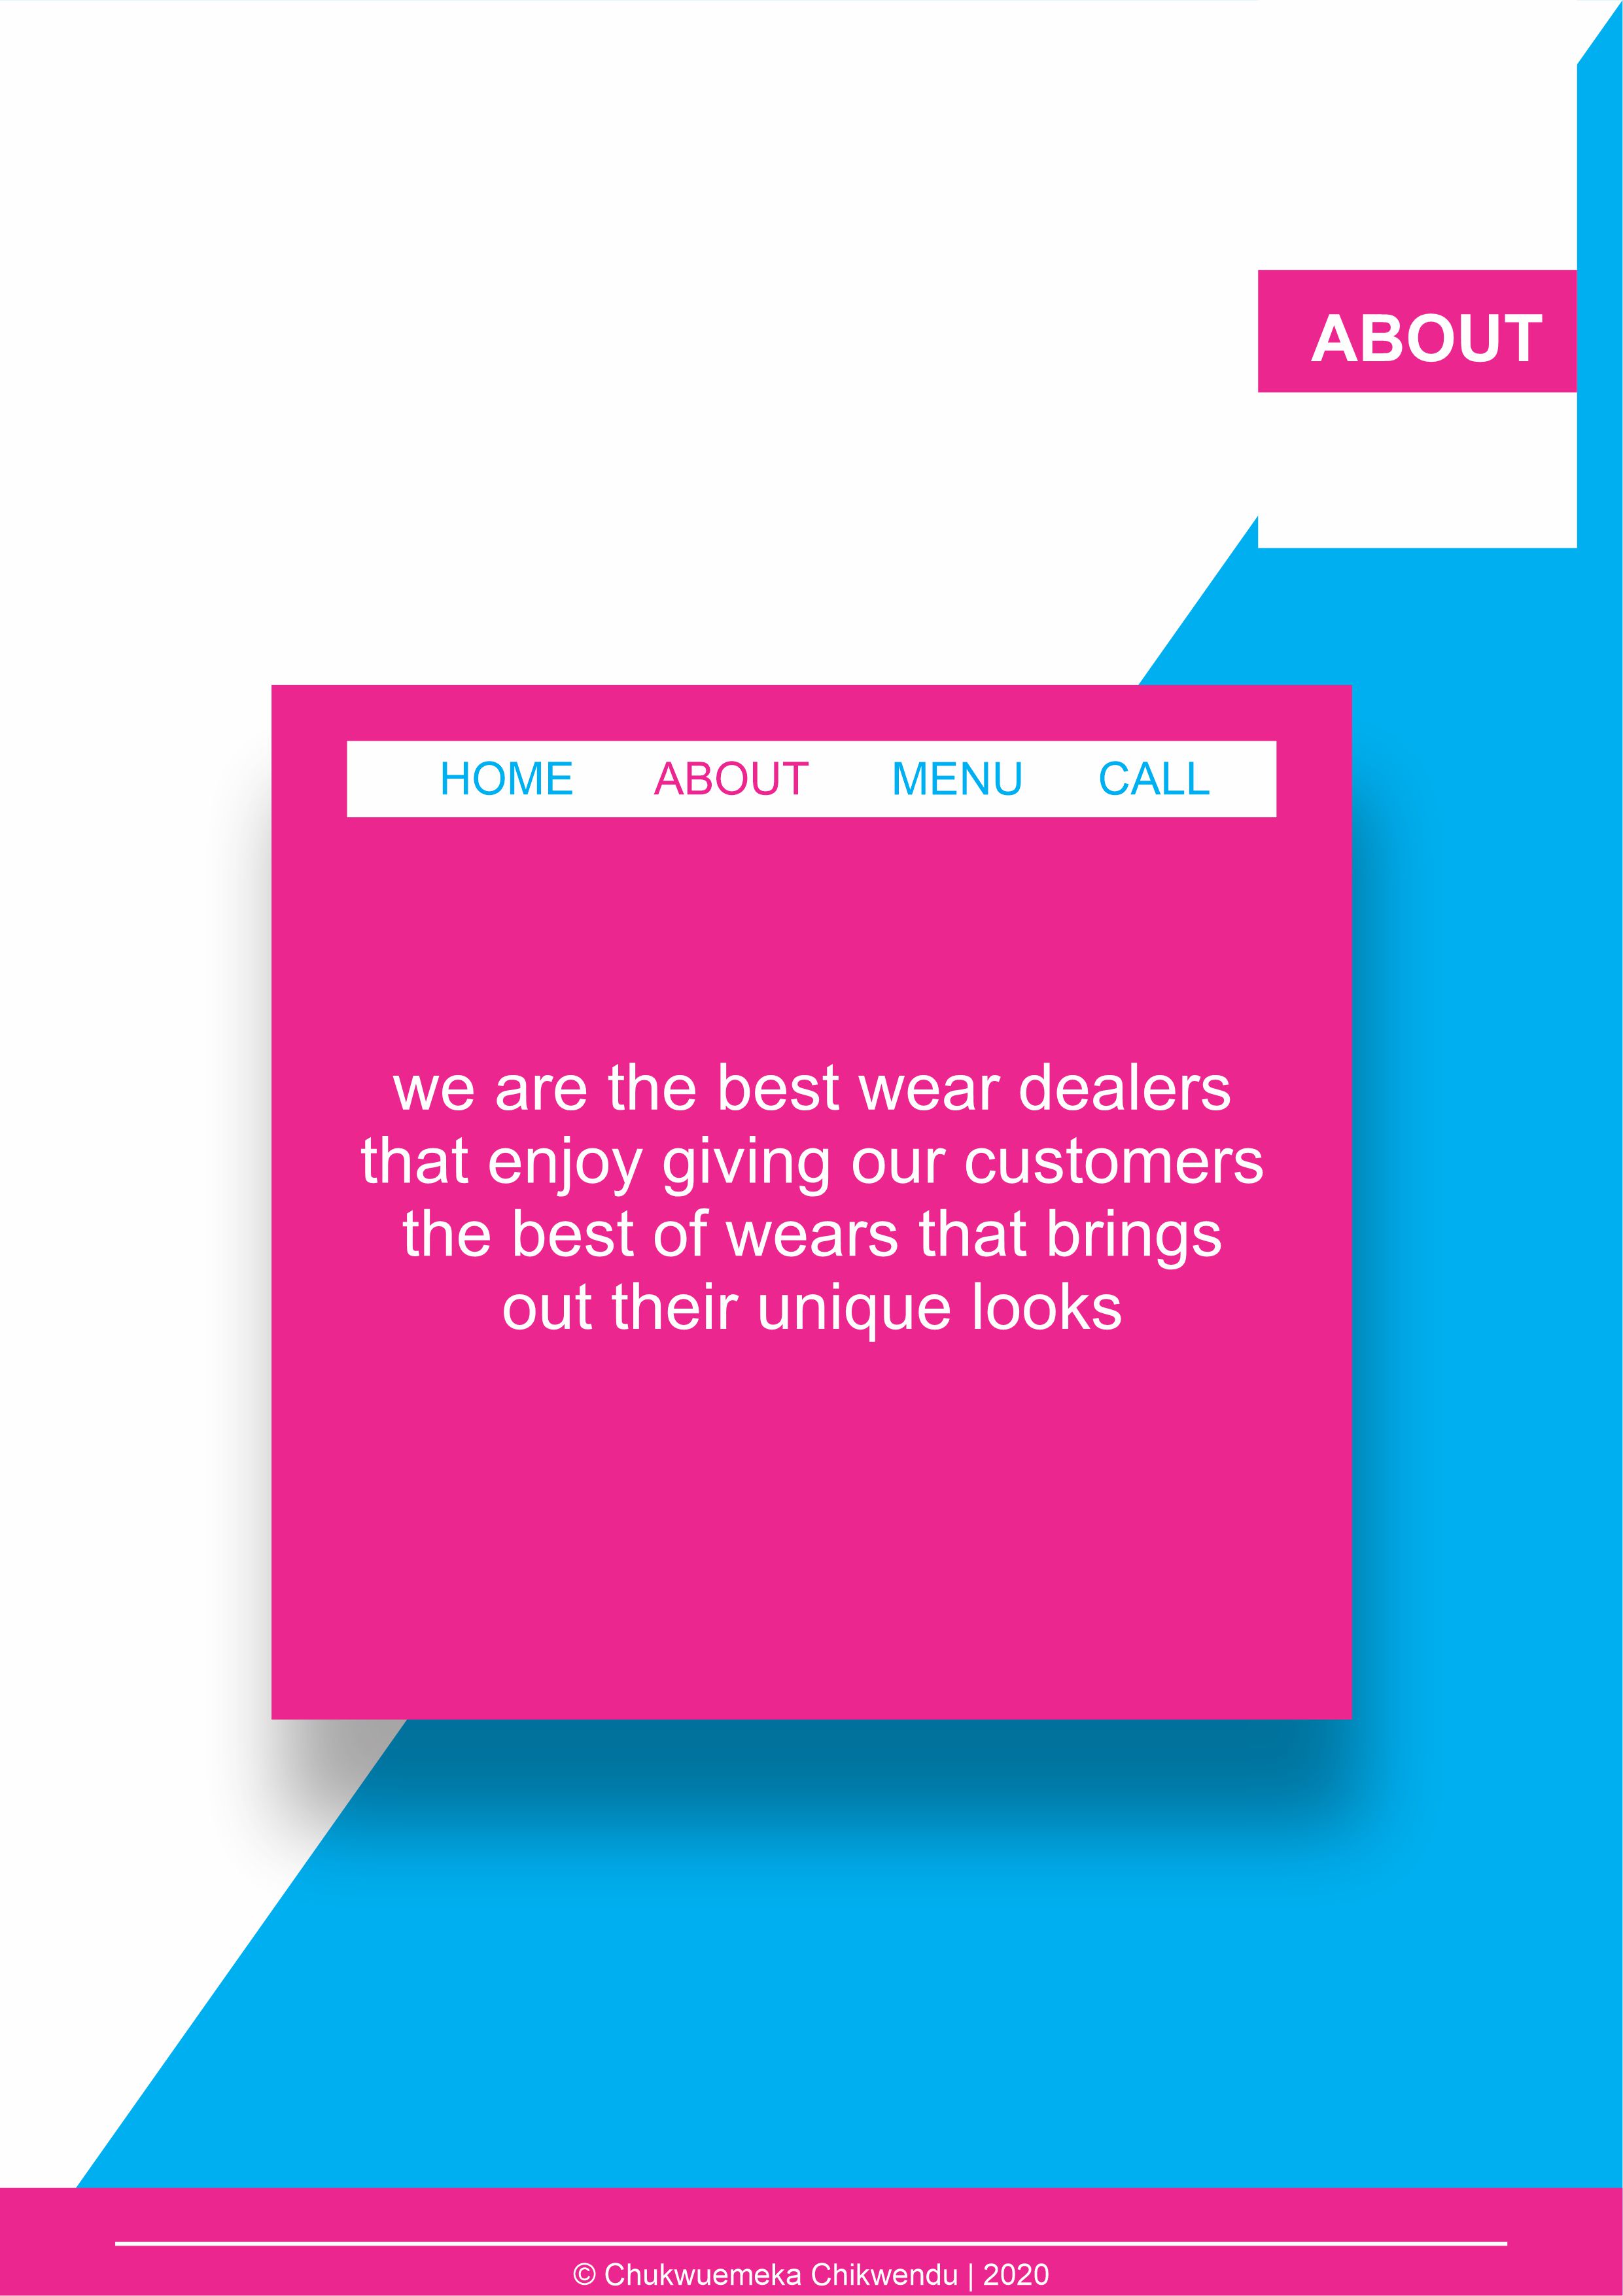 ABOUT
HOME ABOUT MENU CALL
we are the best wear dealers
that enjoy giving our customers
the best of wears that brings
out their unique looks
© Chukwuemeka Chikwendu | 2020